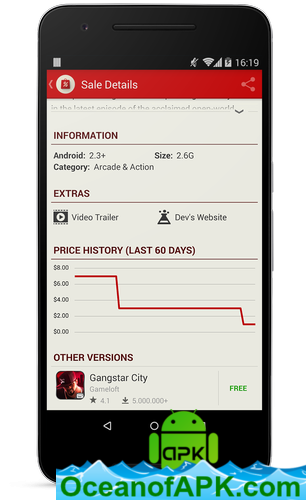 16:19
Sale Details
in the latest episode of the acclaimed open-world
INFORMATION
Android: 2.3+ Size: 2.6G
Category: Arcade & Action
EXTRAS
Video Trailer Dev's Website
PRICE HISTORY (LAST 60 DAYS)
$8.00
$6.00
$4.00
$2.00
$0.00
OTHER VERSIONS
Gangstar City
Gameloft
4.1 5.000.000+
FREE
APK
OceanofAPK.com